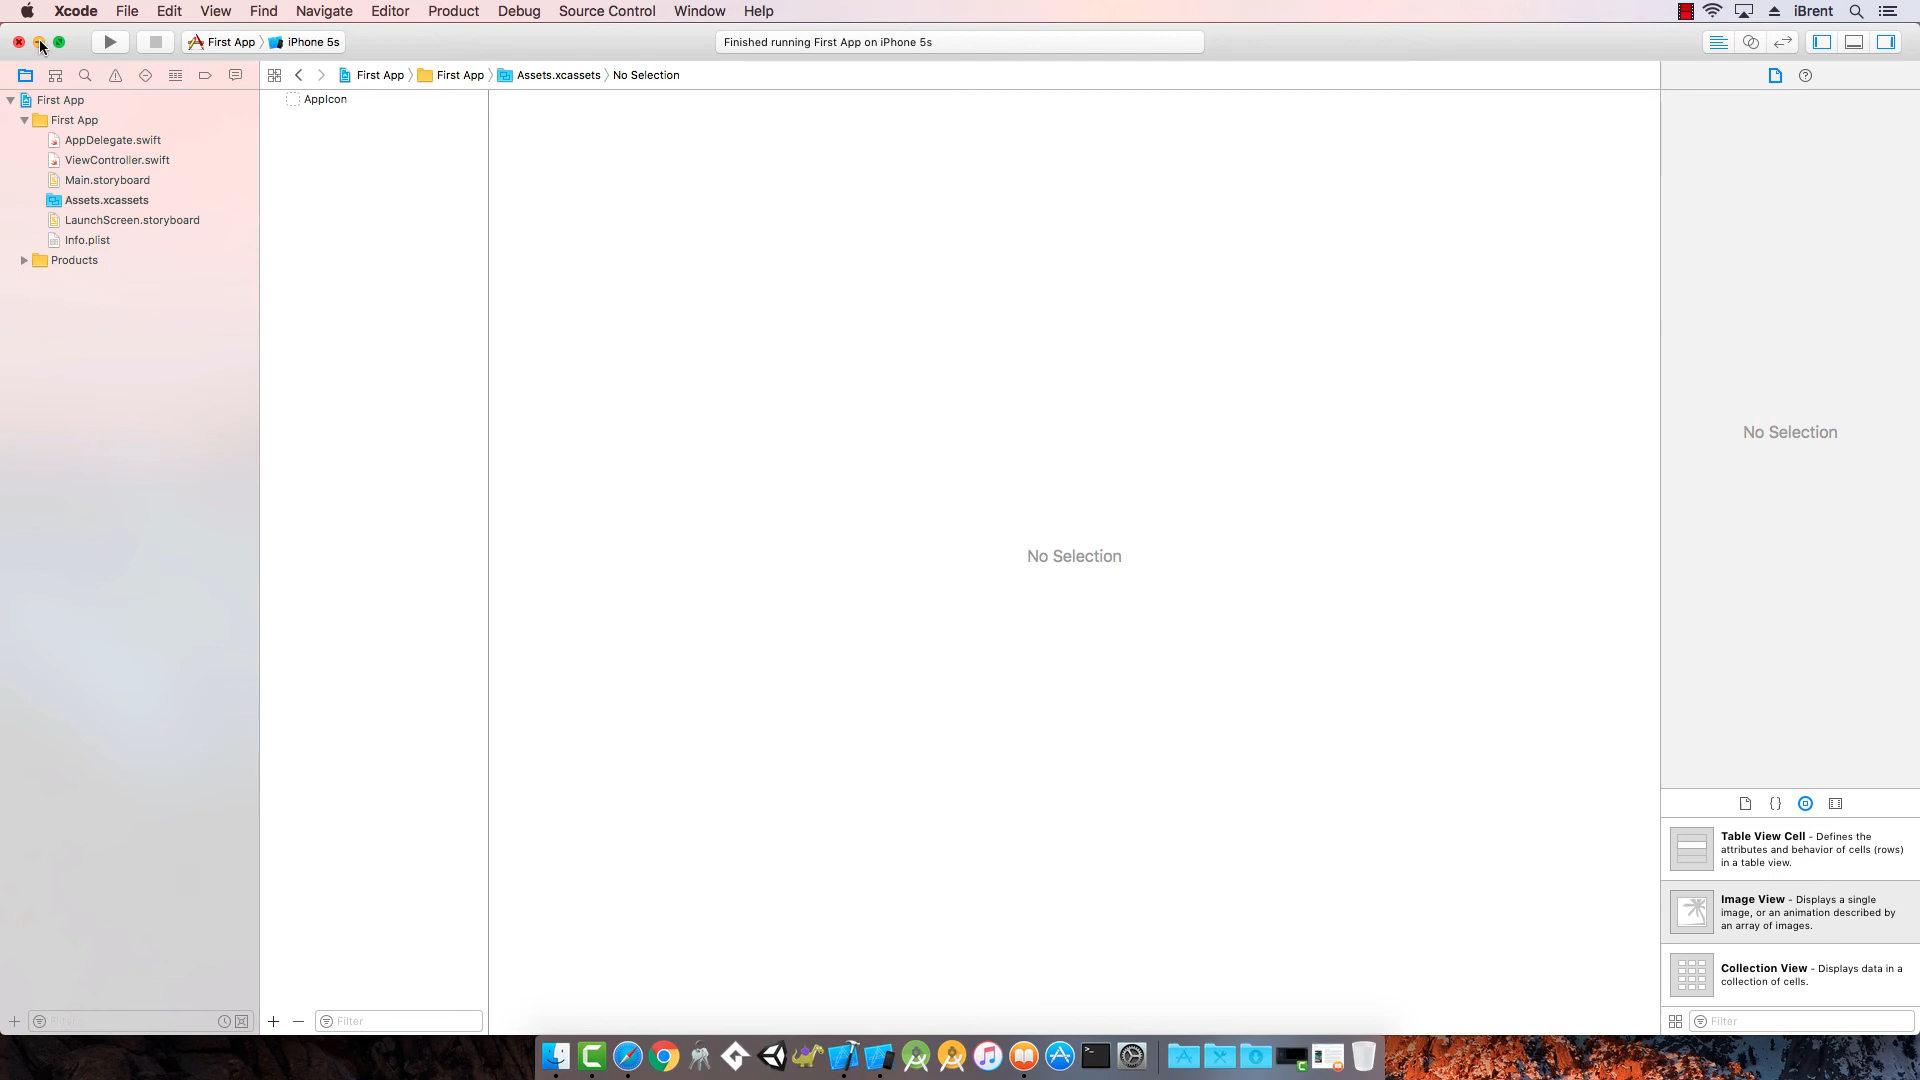 Xcode File Edit View Find Navigate Editor Product Debug Source Control Window Help iBrent
First App iPhone 5s Finished running First App on iPhone 5s
First App First App Assets.xcassets No Selection
First App
First App
AppDelegate.swift
ViewController.swift
Main.storyboard
Assets.xcassets
LaunchScreen.storyboard
Info.plist
Products
AppIcon
No Selection
No Selection
Table View Cell - Defines the
attributes and behavior of cells (rows)
in a table view.
Image View - Displays a single
image, or an animation described by
an array of images.
Collection View - Displays data in a
collection of cells.
Filter Filter Filter